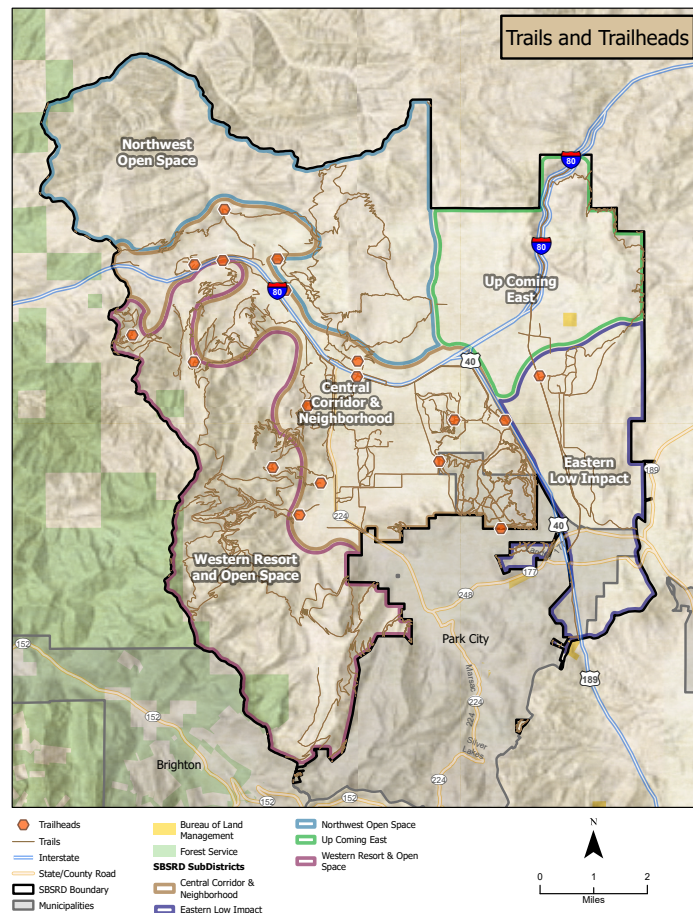 Trails and Trailheads
Northwest
Open Space
80
80
Up Coming
East
80
40
Central
Corridor &
Neighborhood
Eastern
Low Impact
189
224
40
Western Resort
and Open Space
177
248
152
Park City
189
Marsac
224
224
152
Silver
Lakes
Brighton
224
152
152
Trailheads
Trails
Interstate
State/County Road
SBSRD Boundary
Municipalities
Bureau of Land
Management
Forest Service
SBSRD SubDistricts
Central Corridor &
Neighborhood
Eastern Low Impact
Northwest Open Space
Up Coming East
Western Resort & Open
Space
N
0 1 2
Miles